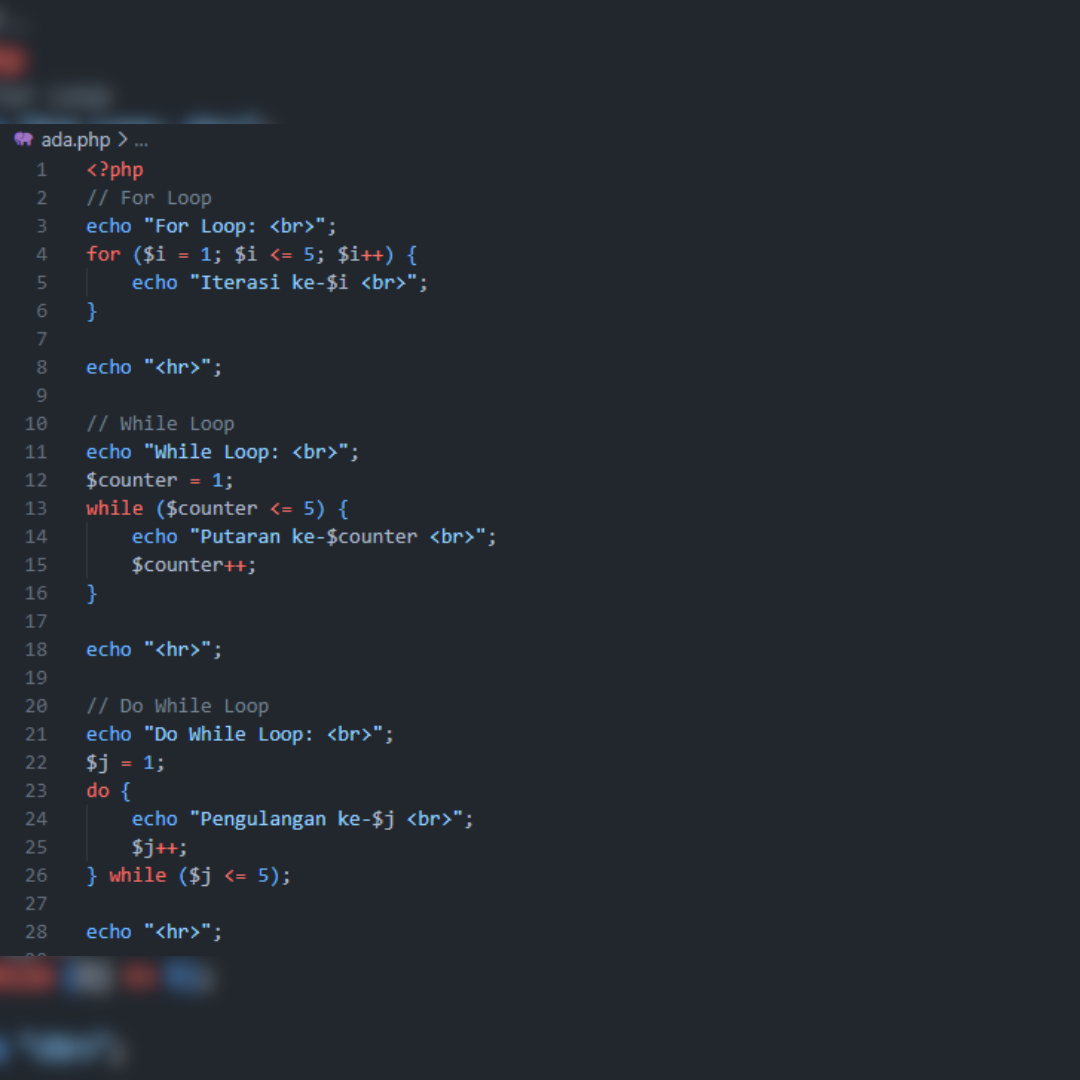 ada.php > ...
1 <?php
2 // For Loop
3 echo "For Loop: <br>";
4 for ($i = 1; $i <= 5; $i++) {
5     echo "Iterasi ke-$i <br>";
6 }
7
8 echo "<hr>";
9
10 // While Loop
11 echo "While Loop: <br>";
12 $counter = 1;
13 while ($counter <= 5) {
14     echo "Putaran ke-$counter <br>";
15     $counter++;
16 }
17
18 echo "<hr>";
19
20 // Do While Loop
21 echo "Do While Loop: <br>";
22 $j = 1;
23 do {
24     echo "Pengulangan ke-$j <br>";
25     $j++;
26 } while ($j <= 5);
27
28 echo "<hr>";